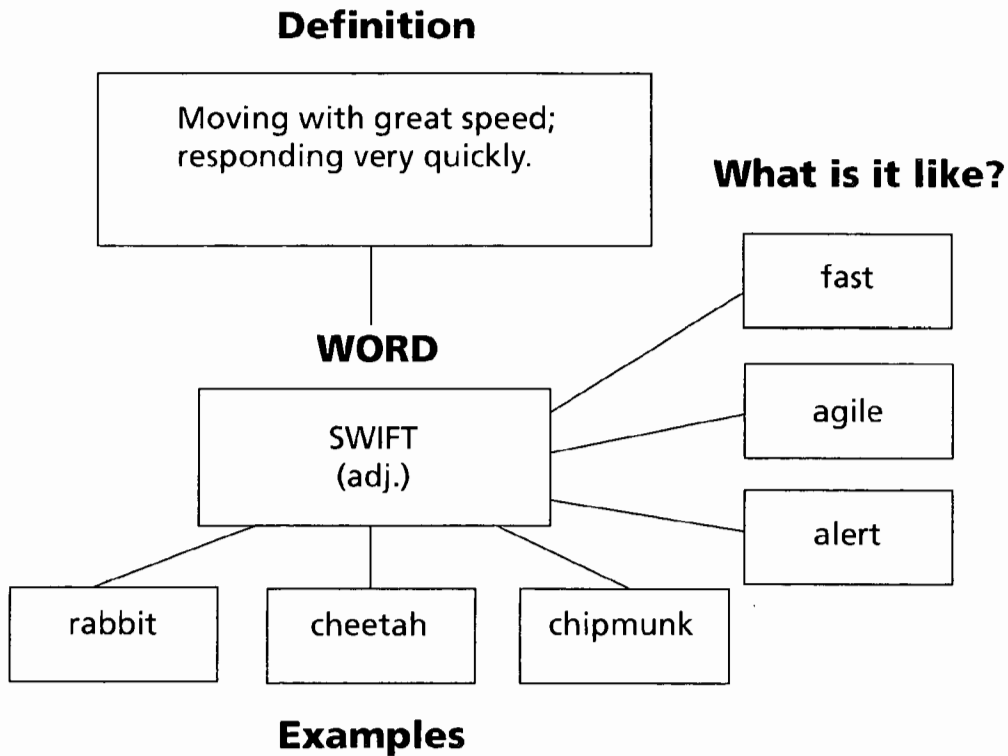 Definition
Moving with great speed;
responding very quickly.
What is it like?
fast
WORD
agile
SWIFT
(adj.)
alert
rabbit
cheetah
chipmunk
Examples